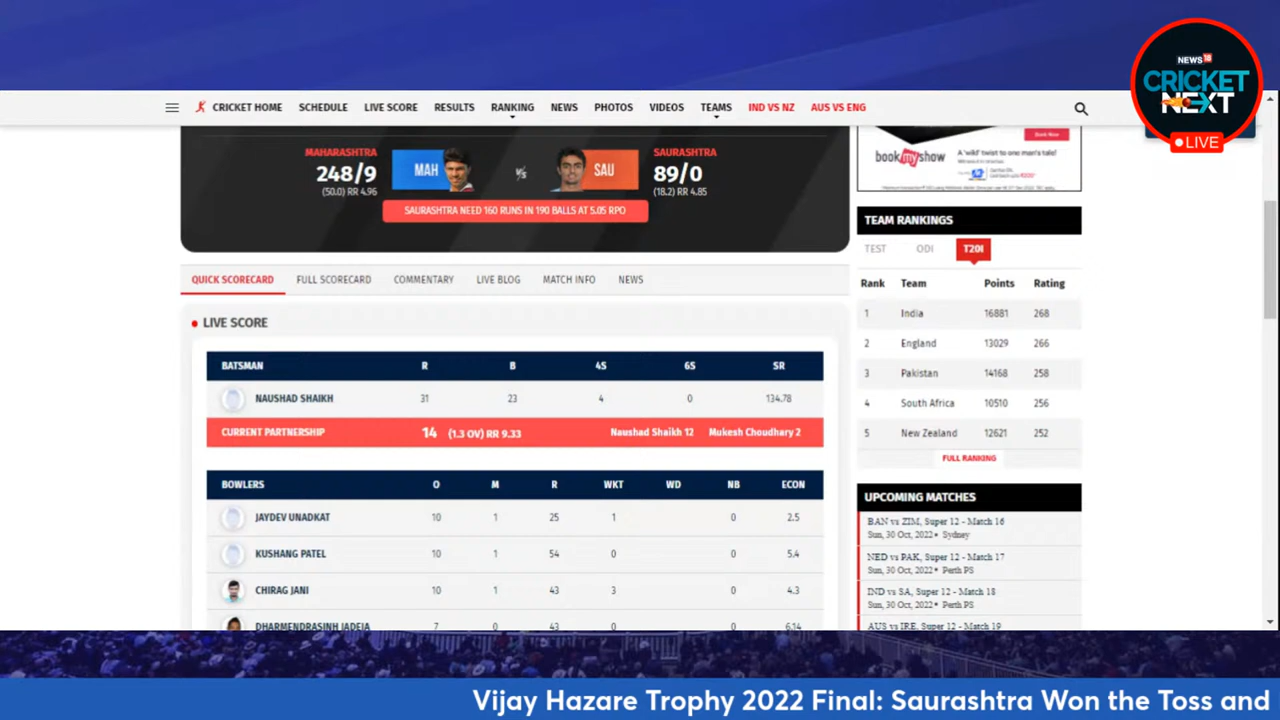 NEWS18
CRICKET
NEXT
LIVE
CRICKET HOME SCHEDULE LIVE SCORE RESULTS RANKING NEWS PHOTOS VIDEOS TEAMS IND VS NZ AUS VS ENG
MAHARASHTRA
248/9
(50.0) RR 4.96
MAH
VS
SAU
SAURASHTRA
89/0
(18.2) RR 4.85
SAURASHTRA NEED 160 RUNS IN 190 BALLS AT 5.05 RPO
Book Now
bookmyshow
A 'wild' twist to one man's tale!
QUICK SCORECARD FULL SCORECARD COMMENTARY LIVE BLOG MATCH INFO NEWS
LIVE SCORE
BATSMAN R B 4S 6S SR
NAUSHAD SHAIKH 31 23 4 0 134.78
CURRENT PARTNERSHIP 14 (1.3 OV) RR 9.33 Naushad Shaikh 12 Mukesh Choudhary 2
BOWLERS O M R WKT WD NB ECON
JAYDEV UNADKAT 10 1 25 1 0 2.5
KUSHANG PATEL 10 1 54 0 0 5.4
CHIRAG JANI 10 1 43 3 0 4.3
DHARMENDRASINH JADEJA 7 0 43 0 0 6.14
TEAM RANKINGS
TEST ODI T20I
Rank Team Points Rating
1 India 16881 268
2 England 13029 266
3 Pakistan 14168 258
4 South Africa 10510 256
5 New Zealand 12621 252
FULL RANKING
UPCOMING MATCHES
BAN vs ZIM, Super 12 - Match 16
Sun, 30 Oct, 2022 • Sydney
NED vs PAK, Super 12 - Match 17
Sun, 30 Oct, 2022 • Perth PS
IND vs SA, Super 12 - Match 18
Sun, 30 Oct, 2022 • Perth PS
AUS vs IRE, Super 12 - Match 19
Vijay Hazare Trophy 2022 Final: Saurashtra Won the Toss and